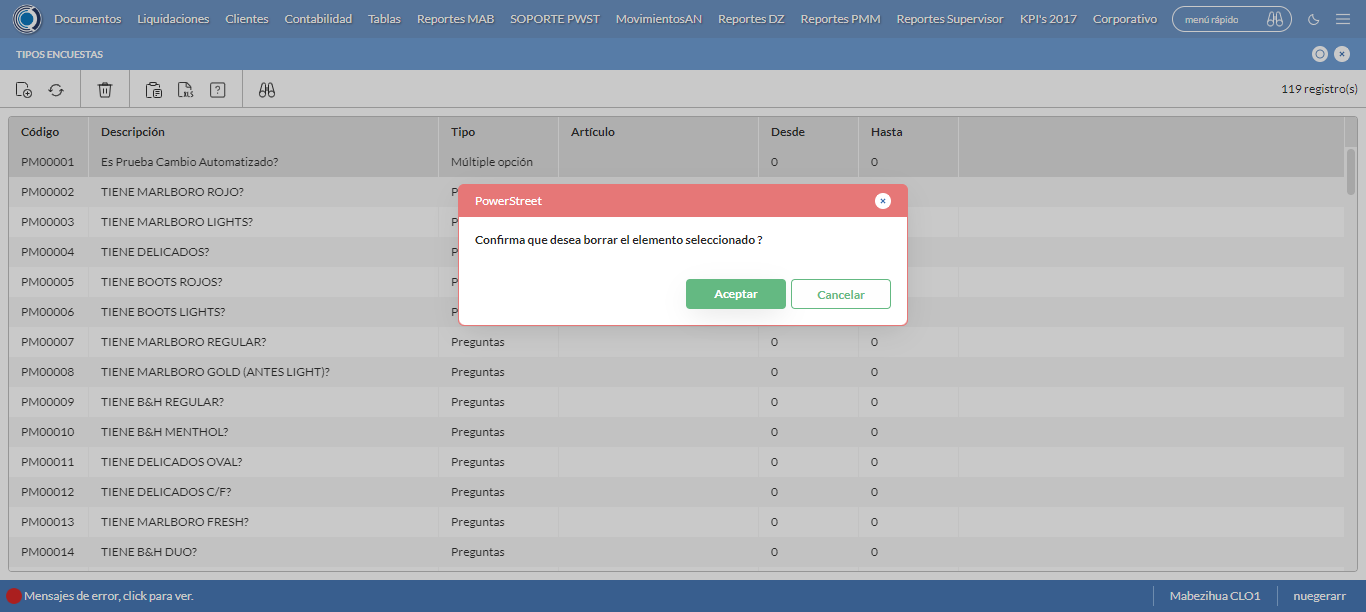 Documentos Liquidaciones Clientes Contabilidad Tablas Reportes MAB SOPORTE PWST MovimientosAN Reportes DZ Reportes PMM Reportes Supervisor KPI's 2017 Corporativo menú rápido
TIPOS ENCUESTAS
XLS ? 119 registro(s)
Código Descripción Tipo Artículo Desde Hasta
PM00001 Es Prueba Cambio Automatizado? Múltiple opción 0 0
PM00002 TIENE MARLBORO ROJO? P
PM00003 TIENE MARLBORO LIGHTS? P
PM00004 TIENE DELICADOS? P
PM00005 TIENE BOOTS ROJOS? P
PM00006 TIENE BOOTS LIGHTS? P
PowerStreet
Confirma que desea borrar el elemento seleccionado ?
Aceptar Cancelar
PM00007 TIENE MARLBORO REGULAR? Preguntas 0 0
PM00008 TIENE MARLBORO GOLD (ANTES LIGHT)? Preguntas 0 0
PM00009 TIENE B&H REGULAR? Preguntas 0 0
PM00010 TIENE B&H MENTHOL? Preguntas 0 0
PM00011 TIENE DELICADOS OVAL? Preguntas 0 0
PM00012 TIENE DELICADOS C/F? Preguntas 0 0
PM00013 TIENE MARLBORO FRESH? Preguntas 0 0
PM00014 TIENE B&H DUO? Preguntas 0 0
Mensajes de error, click para ver. Mabezihua CLO1 nuegerarr